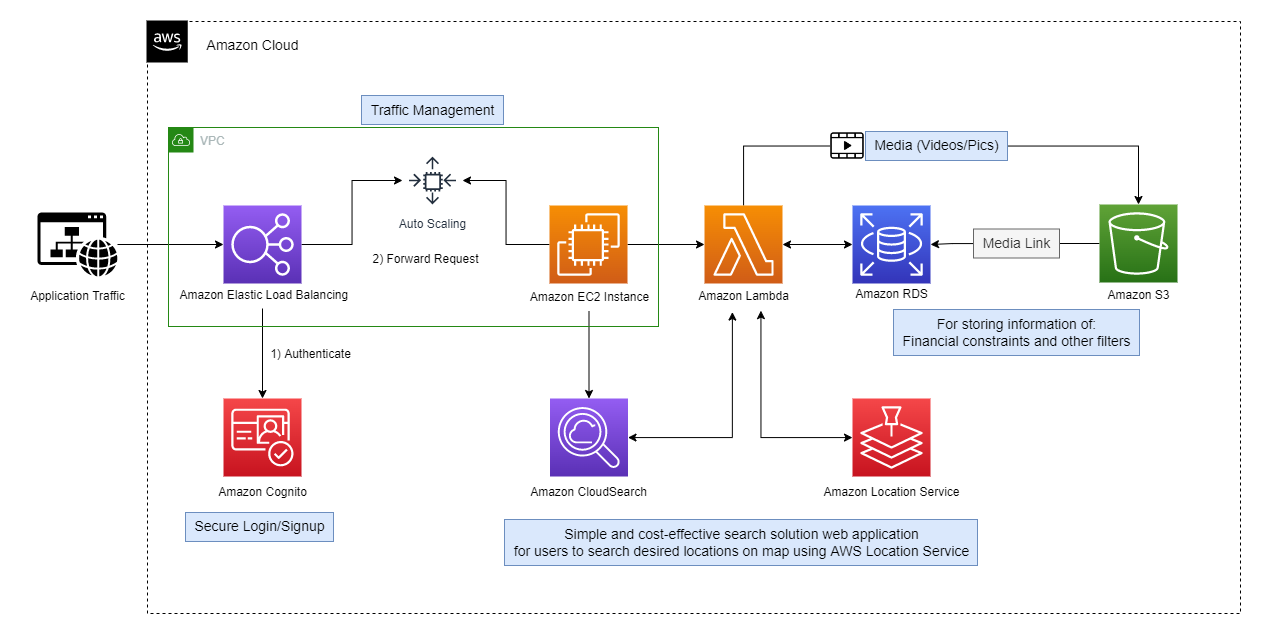 aws
Amazon Cloud
Traffic Management
VPC
Media (Videos/Pics)
Auto Scaling
2) Forward Request
Media Link
Application Traffic
Amazon Elastic Load Balancing
Amazon EC2 Instance
Amazon Lambda
Amazon RDS
Amazon S3
For storing information of:
Financial constraints and other filters
1) Authenticate
Amazon Cognito
Amazon CloudSearch
Amazon Location Service
Secure Login/Signup
Simple and cost-effective search solution web application
for users to search desired locations on map using AWS Location Service